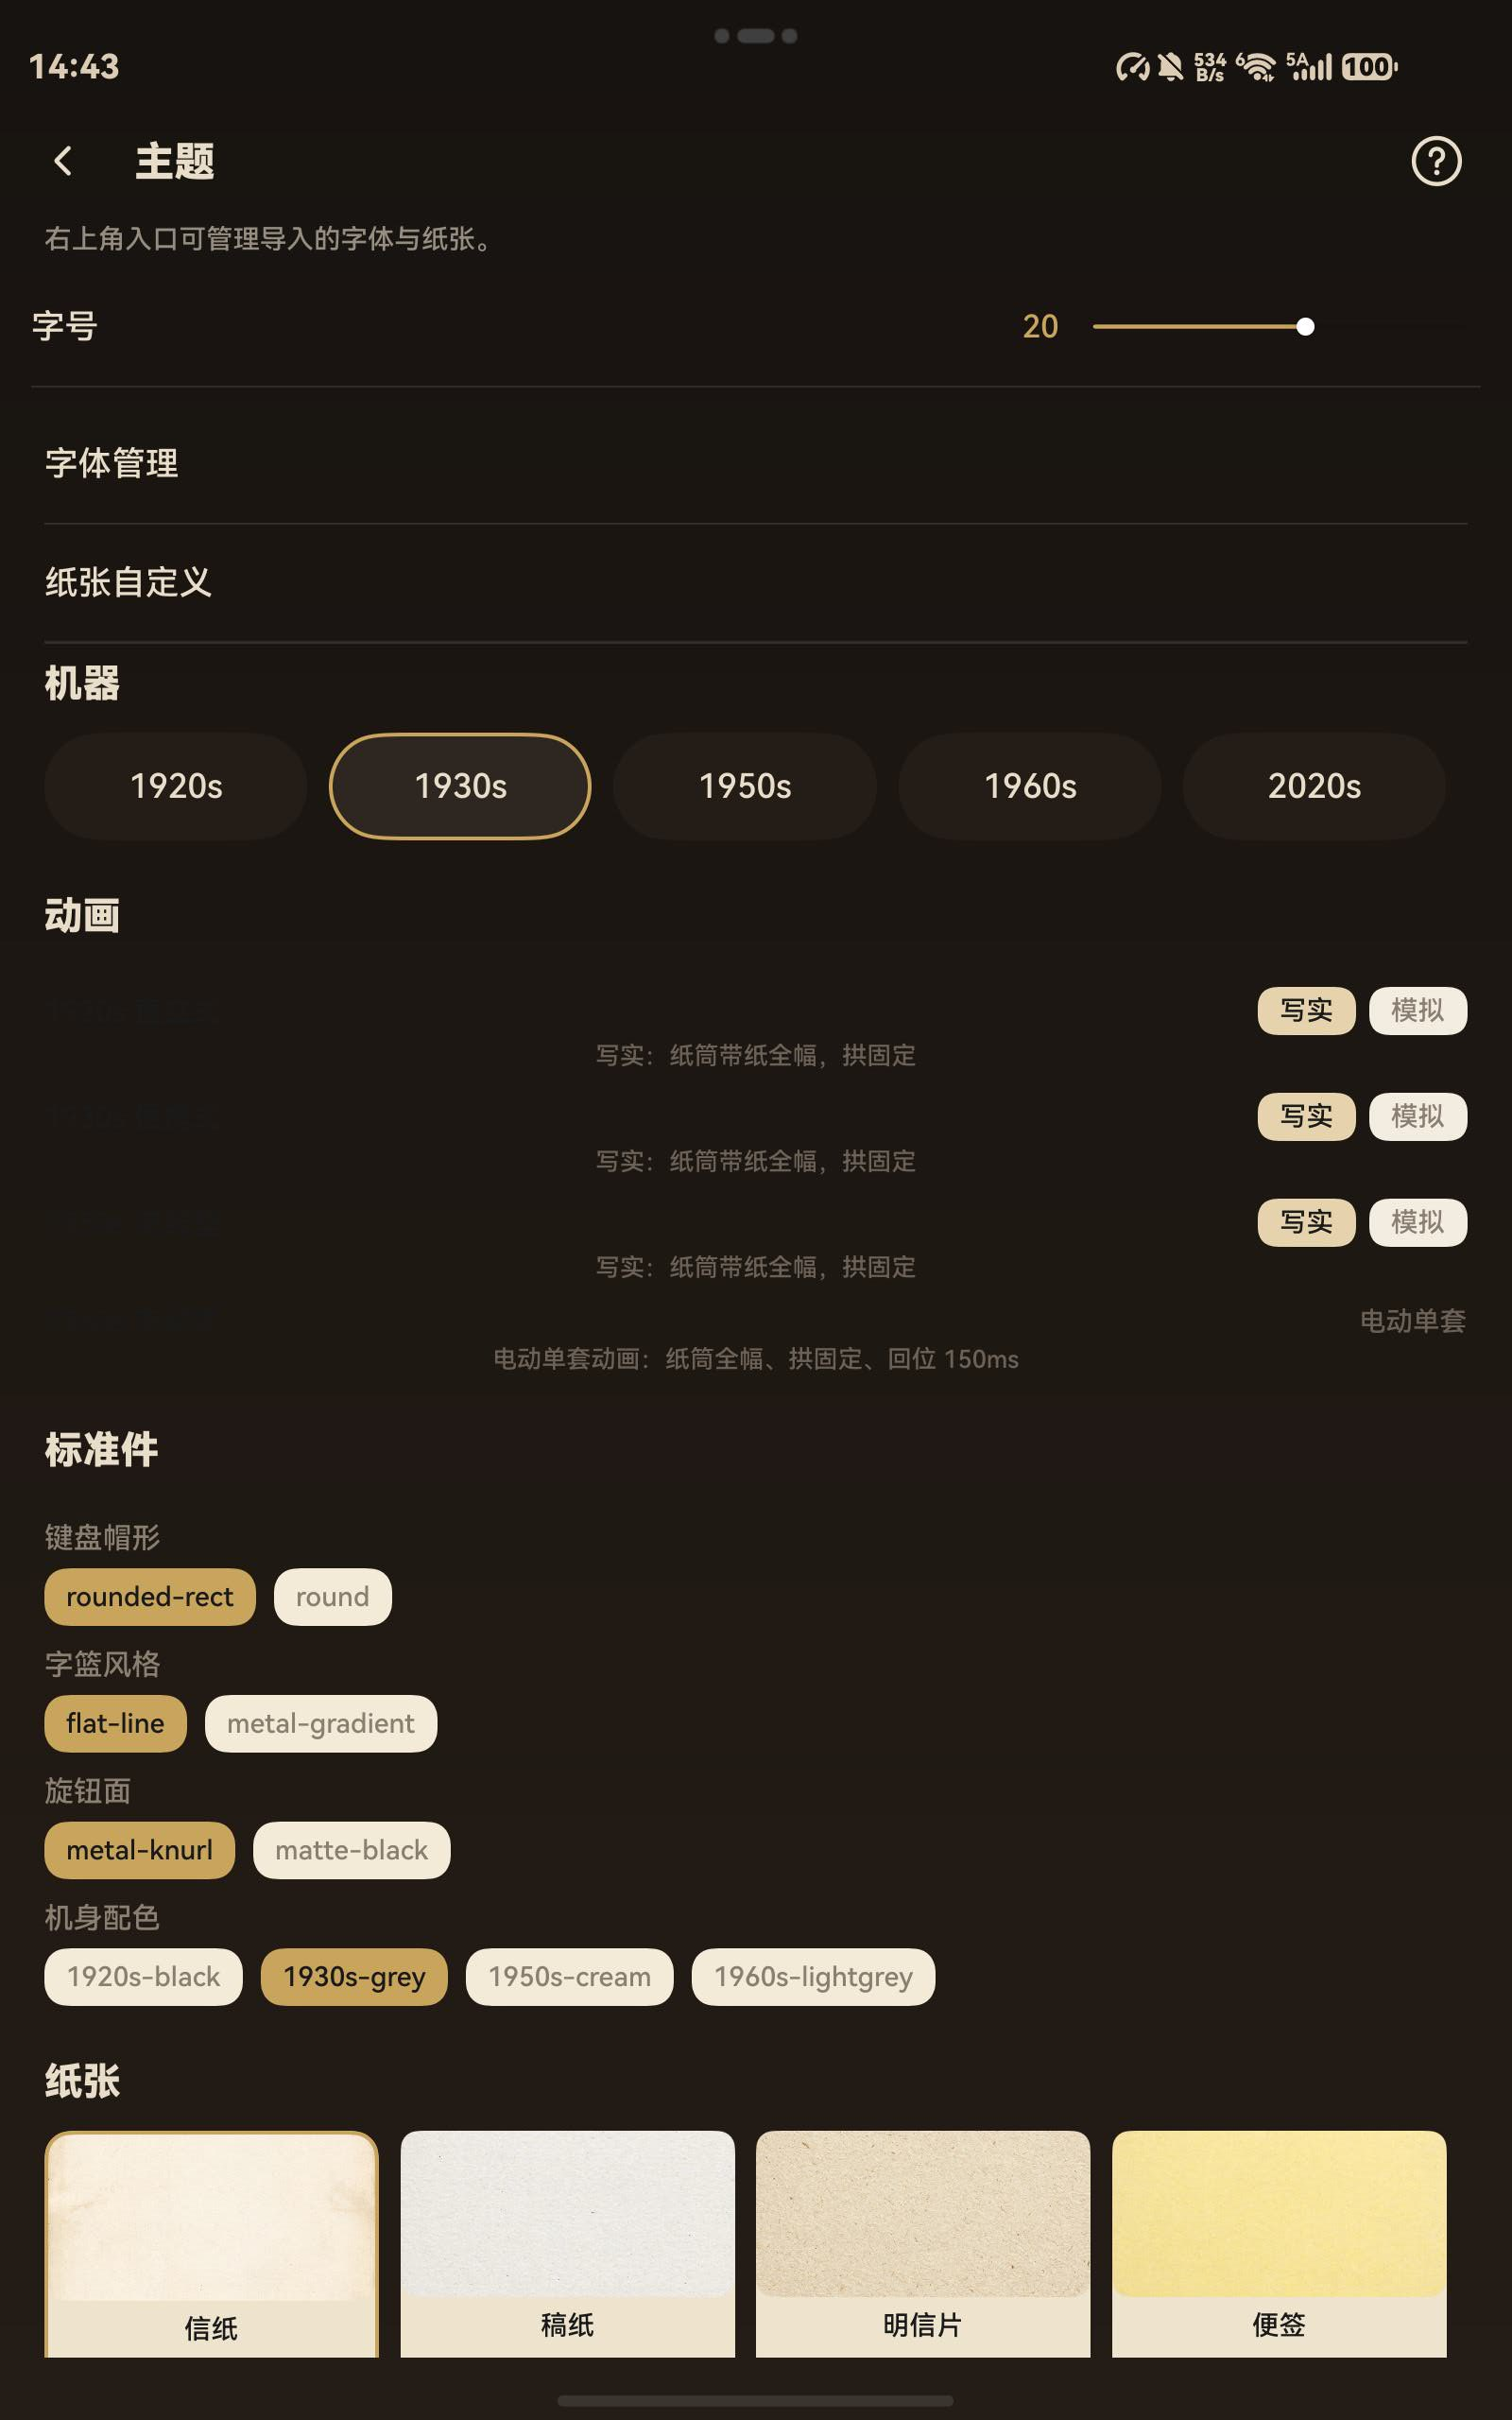 14:43
534 B/s 6 5A 100
主题
右上角入口可管理导入的字体与纸张。
字号 20
字体管理
纸张自定义
机器
1920s 1930s 1950s 1960s 2020s
动画
写实 模拟
写实：纸筒带纸全幅，拱固定
写实 模拟
写实：纸筒带纸全幅，拱固定
写实 模拟
写实：纸筒带纸全幅，拱固定
电动单套
电动单套动画：纸筒全幅、拱固定、回位 150ms
标准件
键盘帽形
rounded-rect round
字篮风格
flat-line metal-gradient
旋钮面
metal-knurl matte-black
机身配色
1920s-black 1930s-grey 1950s-cream 1960s-lightgrey
纸张
信纸 稿纸 明信片 便签